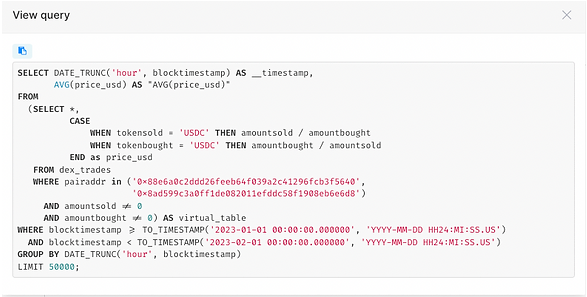 View query
SELECT DATE_TRUNC('hour', blocktimestamp) AS __timestamp,
AVG(price_usd) AS "AVG(price_usd)"
FROM
(SELECT *,
CASE
WHEN tokensold = 'USDC' THEN amountsold / amountbought
WHEN tokenbought = 'USDC' THEN amountbought / amountsold
END as price_usd
FROM dex_trades
WHERE pairaddr in ('0×88e6a0c2ddd26feeb64f039a2c41296fcb3f5640',
'0×8ad599c3a0ff1de082011efddc58f1908eb6e6d8')
AND amountsold ≠ 0
AND amountbought ≠ 0) AS virtual_table
WHERE blocktimestamp ≥ TO_TIMESTAMP('2023-01-01 00:00:00.000000', 'YYYY-MM-DD HH24:MI:SS.US')
AND blocktimestamp < TO_TIMESTAMP('2023-02-01 00:00:00.000000', 'YYYY-MM-DD HH24:MI:SS.US')
GROUP BY DATE_TRUNC('hour', blocktimestamp)
LIMIT 50000;